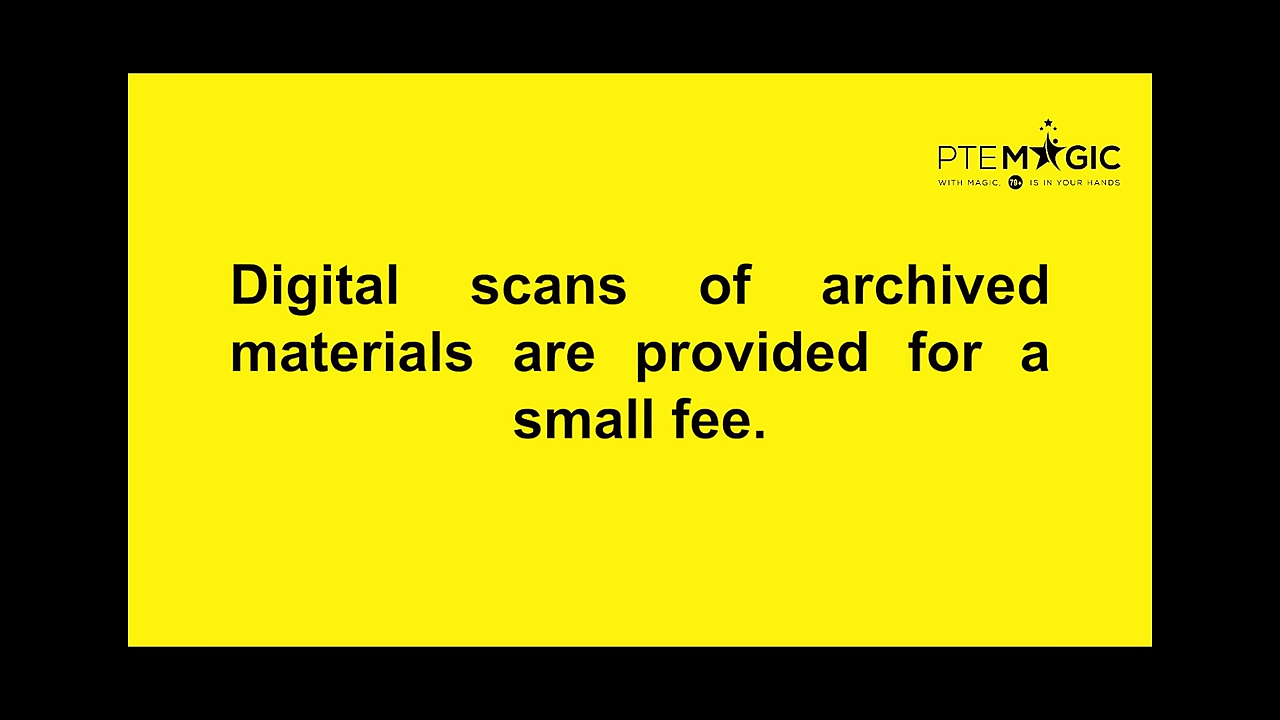 PTEMAGIC
WITH MAGIC, 79+ IS IN YOUR HANDS
Digital scans of archived
materials are provided for a
small fee.